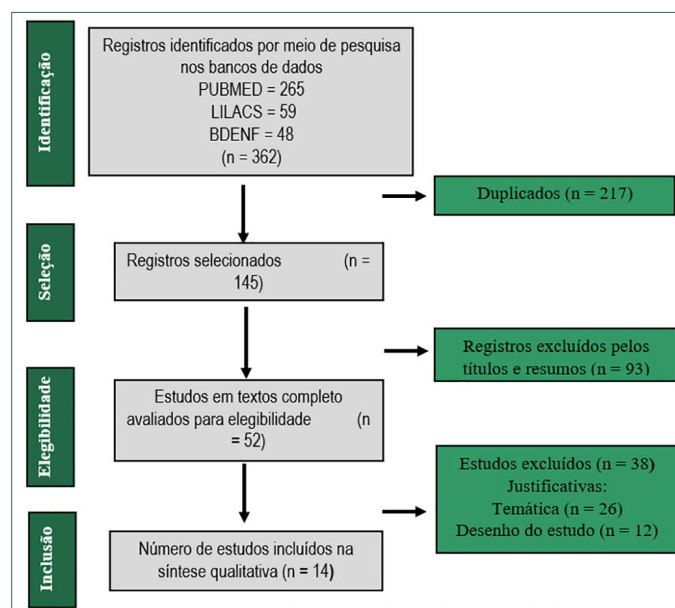 Identificação
Registros identificados por meio de pesquisa
nos bancos de dados
PUBMED = 265
LILACS = 59
BDENF = 48
(n = 362)
Duplicados (n = 217)
Seleção
Registros selecionados (n =
145)
Registros excluídos pelos
títulos e resumos (n = 93)
Elegibilidade
Estudos em textos completo
avaliados para elegibilidade (n
= 52)
Estudos excluídos (n = 38)
Justificativas:
Temática (n = 26)
Desenho do estudo (n = 12)
Inclusão
Número de estudos incluídos na
síntese qualitativa (n = 14)